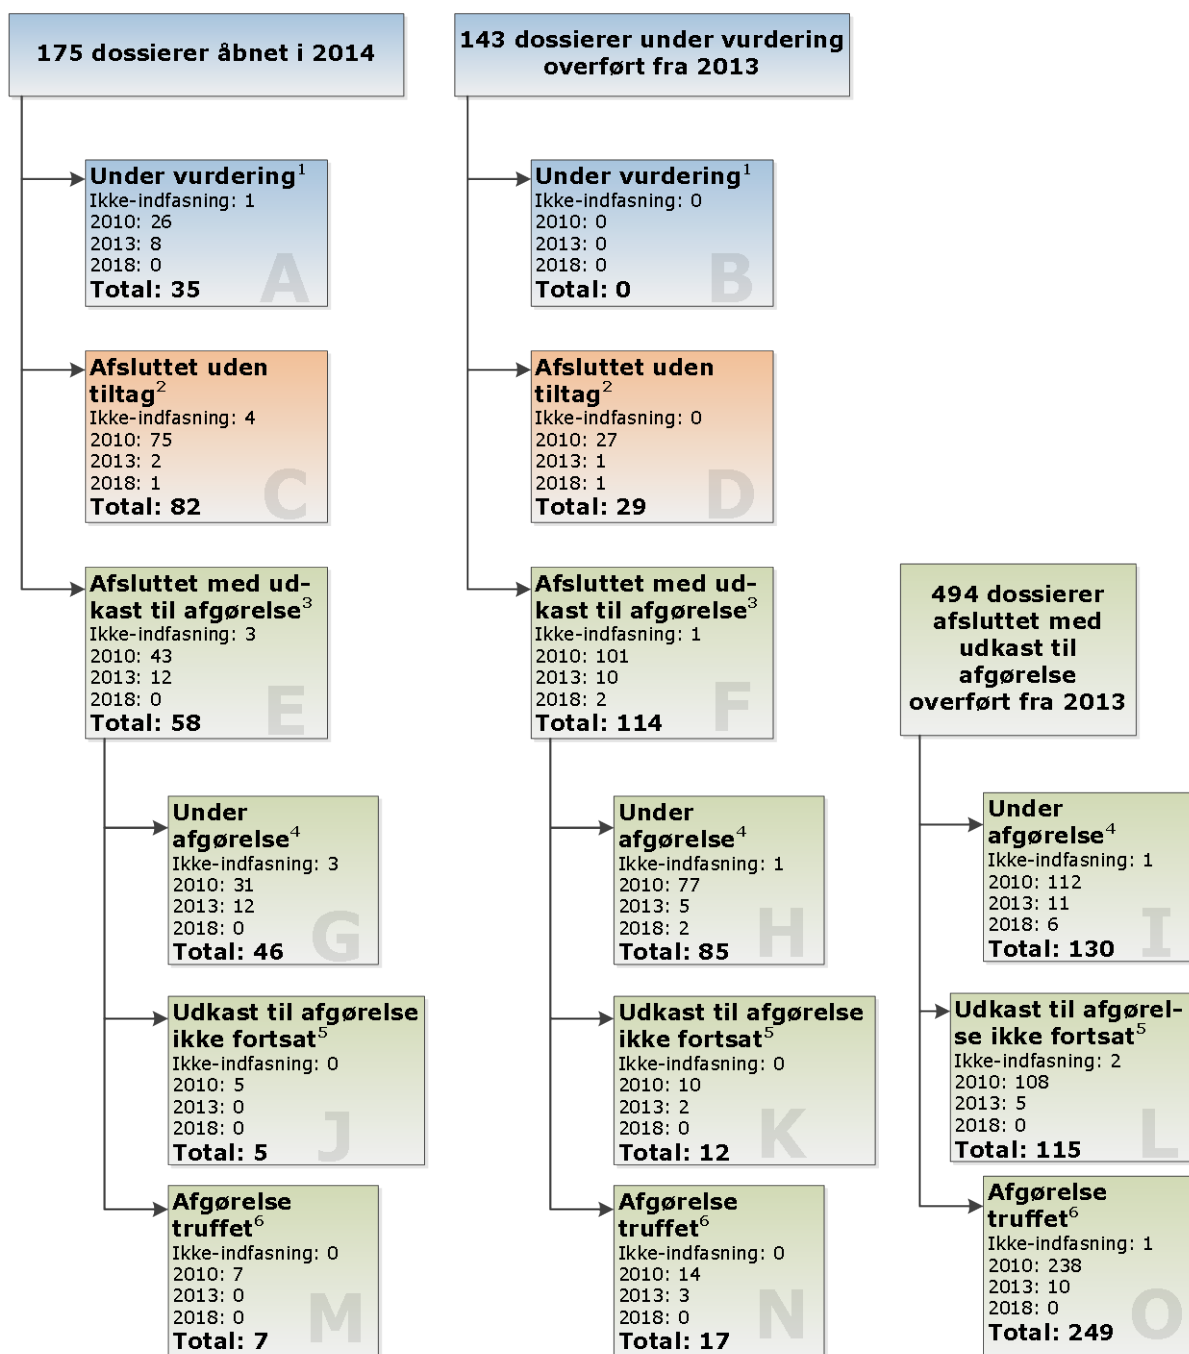 175 dossierer åbnet i 2014
143 dossierer under vurdering
overført fra 2013
Under vurdering¹
Ikke-indfasning: 1
2010: 26
2013: 8
2018: 0
Total: 35
A
Under vurdering¹
Ikke-indfasning: 0
2010: 0
2013: 0
2018: 0
Total: 0
B
Afsluttet uden
tiltag²
Ikke-indfasning: 4
2010: 75
2013: 2
2018: 1
Total: 82
C
Afsluttet uden
tiltag²
Ikke-indfasning: 0
2010: 27
2013: 1
2018: 1
Total: 29
D
Afsluttet med ud-
kast til afgørelse³
Ikke-indfasning: 3
2010: 43
2013: 12
2018: 0
Total: 58
E
Afsluttet med ud-
kast til afgørelse³
Ikke-indfasning: 1
2010: 101
2013: 10
2018: 2
Total: 114
F
494 dossierer
afsluttet med
udkast til
afgørelse
overført fra 2013
Under
afgørelse⁴
Ikke-indfasning: 3
2010: 31
2013: 12
2018: 0
Total: 46
G
Under
afgørelse⁴
Ikke-indfasning: 1
2010: 77
2013: 5
2018: 2
Total: 85
H
Under
afgørelse⁴
Ikke-indfasning: 1
2010: 112
2013: 11
2018: 6
Total: 130
I
Udkast til afgørelse
ikke fortsat⁵
Ikke-indfasning: 0
2010: 5
2013: 0
2018: 0
Total: 5
J
Udkast til afgørelse
ikke fortsat⁵
Ikke-indfasning: 0
2010: 10
2013: 2
2018: 0
Total: 12
K
Udkast til afgørel-
se ikke fortsat⁵
Ikke-indfasning: 2
2010: 108
2013: 5
2018: 0
Total: 115
L
Afgørelse
truffet⁶
Ikke-indfasning: 0
2010: 7
2013: 0
2018: 0
Total: 7
M
Afgørelse
truffet⁶
Ikke-indfasning: 0
2010: 14
2013: 3
2018: 0
Total: 17
N
Afgørelse
truffet⁶
Ikke-indfasning: 1
2010: 238
2013: 10
2018: 0
Total: 249
O